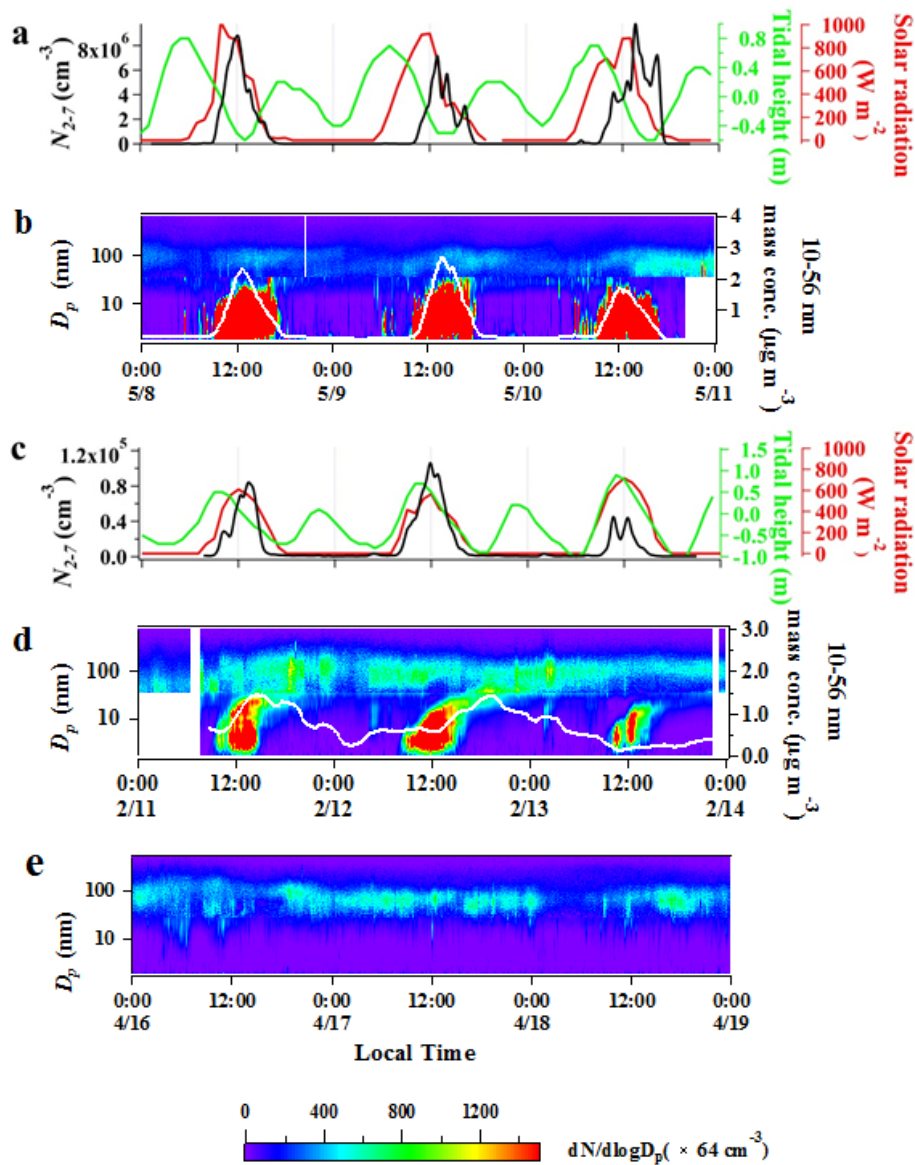 a
N2-7 (cm-3)
8x10^6
6
4
2
0
0.8
0.4
0.0
-0.4
Tidal height (m)
1000
800
600
400
200
0
Solar radiation
(W m-2)
b
Dp (nm)
100
10
4
3
2
1
mass conc. (μg m-3)
10-56 nm
0:00 12:00 0:00 12:00 0:00 12:00 0:00
5/8 5/9 5/10 5/11
c
N2-7 (cm-3)
1.2x10^5
0.8
0.4
0.0
1.5
1.0
0.5
0.0
-0.5
-1.0
Tidal height (m)
1000
800
600
400
200
0
Solar radiation
(W m-2)
d
Dp (nm)
100
10
3.0
2.0
1.0
0.0
mass conc. (μg m-3)
10-56 nm
0:00 12:00 0:00 12:00 0:00 12:00 0:00
2/11 2/12 2/13 2/14
e
Dp (nm)
100
10
0:00 12:00 0:00 12:00 0:00 12:00 0:00
4/16 4/17 4/18 4/19
Local Time
0 400 800 1200
dN/dlogDp( × 64 cm-3)